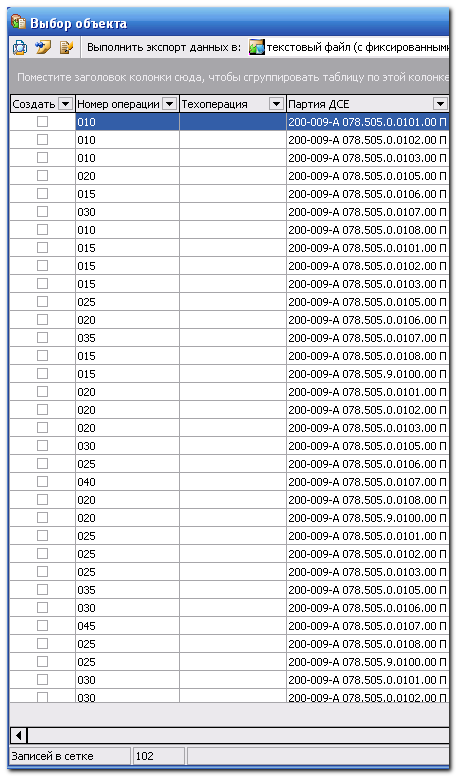 Выбор объекта
Выполнить экспорт данных в: текстовый файл (с фиксированными
Поместите заголовок колонки сюда, чтобы сгруппировать таблицу по этой колонке
Создать Номер операции Техоперация Партия ДСЕ
010 200-009-А 078.505.0.0101.00 П
010 200-009-А 078.505.0.0102.00 П
010 200-009-А 078.505.0.0103.00 П
020 200-009-А 078.505.0.0105.00 П
015 200-009-А 078.505.0.0106.00 П
030 200-009-А 078.505.0.0107.00 П
010 200-009-А 078.505.0.0108.00 П
015 200-009-А 078.505.0.0101.00 П
015 200-009-А 078.505.0.0102.00 П
015 200-009-А 078.505.0.0103.00 П
025 200-009-А 078.505.0.0105.00 П
020 200-009-А 078.505.0.0106.00 П
035 200-009-А 078.505.0.0107.00 П
015 200-009-А 078.505.0.0108.00 П
015 200-009-А 078.505.9.0100.00 П
020 200-009-А 078.505.0.0101.00 П
020 200-009-А 078.505.0.0102.00 П
020 200-009-А 078.505.0.0103.00 П
030 200-009-А 078.505.0.0105.00 П
025 200-009-А 078.505.0.0106.00 П
040 200-009-А 078.505.0.0107.00 П
020 200-009-А 078.505.0.0108.00 П
020 200-009-А 078.505.9.0100.00 П
025 200-009-А 078.505.0.0101.00 П
025 200-009-А 078.505.0.0102.00 П
025 200-009-А 078.505.0.0103.00 П
035 200-009-А 078.505.0.0105.00 П
030 200-009-А 078.505.0.0106.00 П
045 200-009-А 078.505.0.0107.00 П
025 200-009-А 078.505.0.0108.00 П
025 200-009-А 078.505.9.0100.00 П
030 200-009-А 078.505.0.0101.00 П
030 200-009-А 078.505.0.0102.00 П
Записей в сетке 102